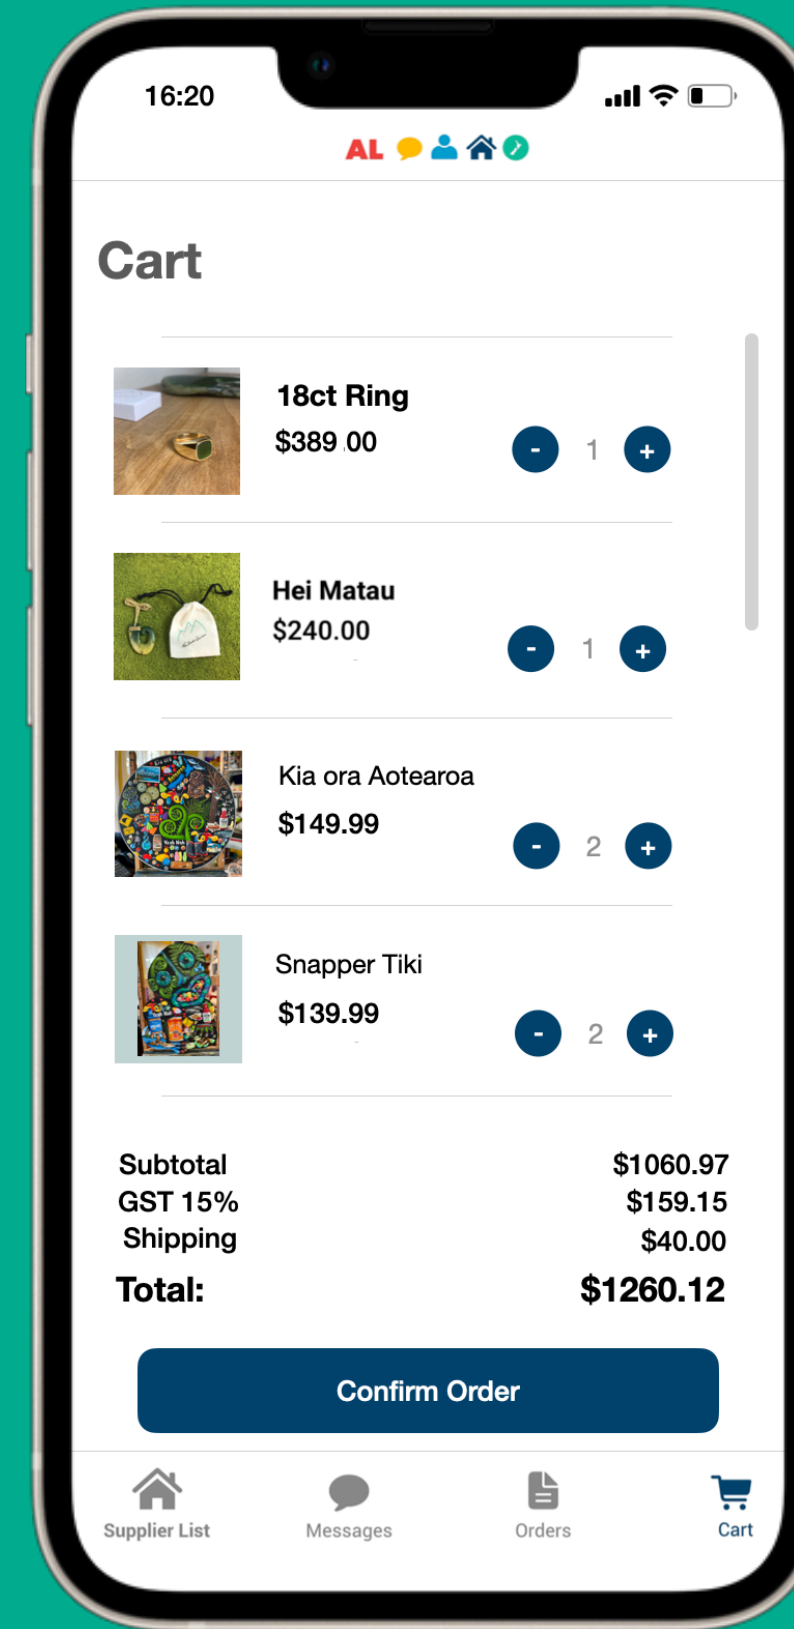 16:20
AL
Cart
18ct Ring
$389.00
- 1 +
Hei Matau
$240.00
- 1 +
Kia ora Aotearoa
$149.99
- 2 +
Snapper Tiki
$139.99
- 2 +
Subtotal $1060.97
GST 15% $159.15
Shipping $40.00
Total: $1260.12
Confirm Order
Supplier List Messages Orders Cart